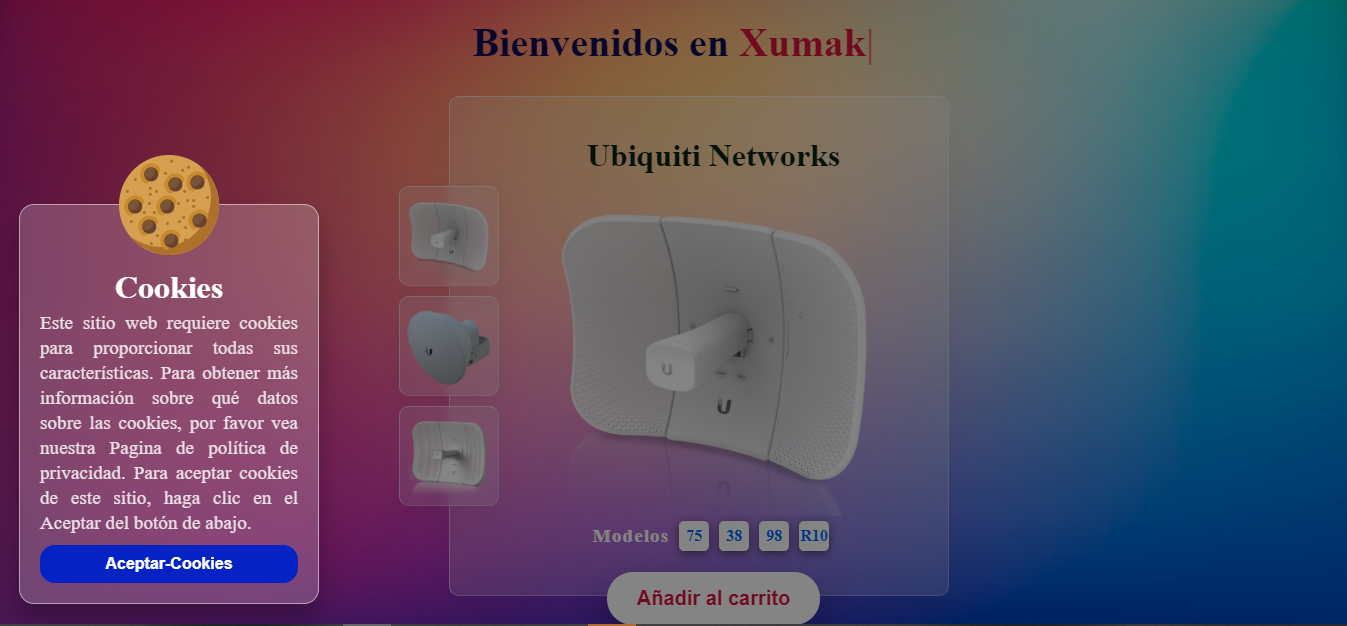 Bienvenidos en Xumak|
Ubiquiti Networks
Cookies
Este sitio web requiere cookies
para proporcionar todas sus
características. Para obtener más
información sobre qué datos
sobre las cookies, por favor vea
nuestra Pagina de política de
privacidad. Para aceptar cookies
de este sitio, haga clic en el
Aceptar del botón de abajo.
Aceptar-Cookies
Modelos 75 38 98 R10
Añadir al carrito